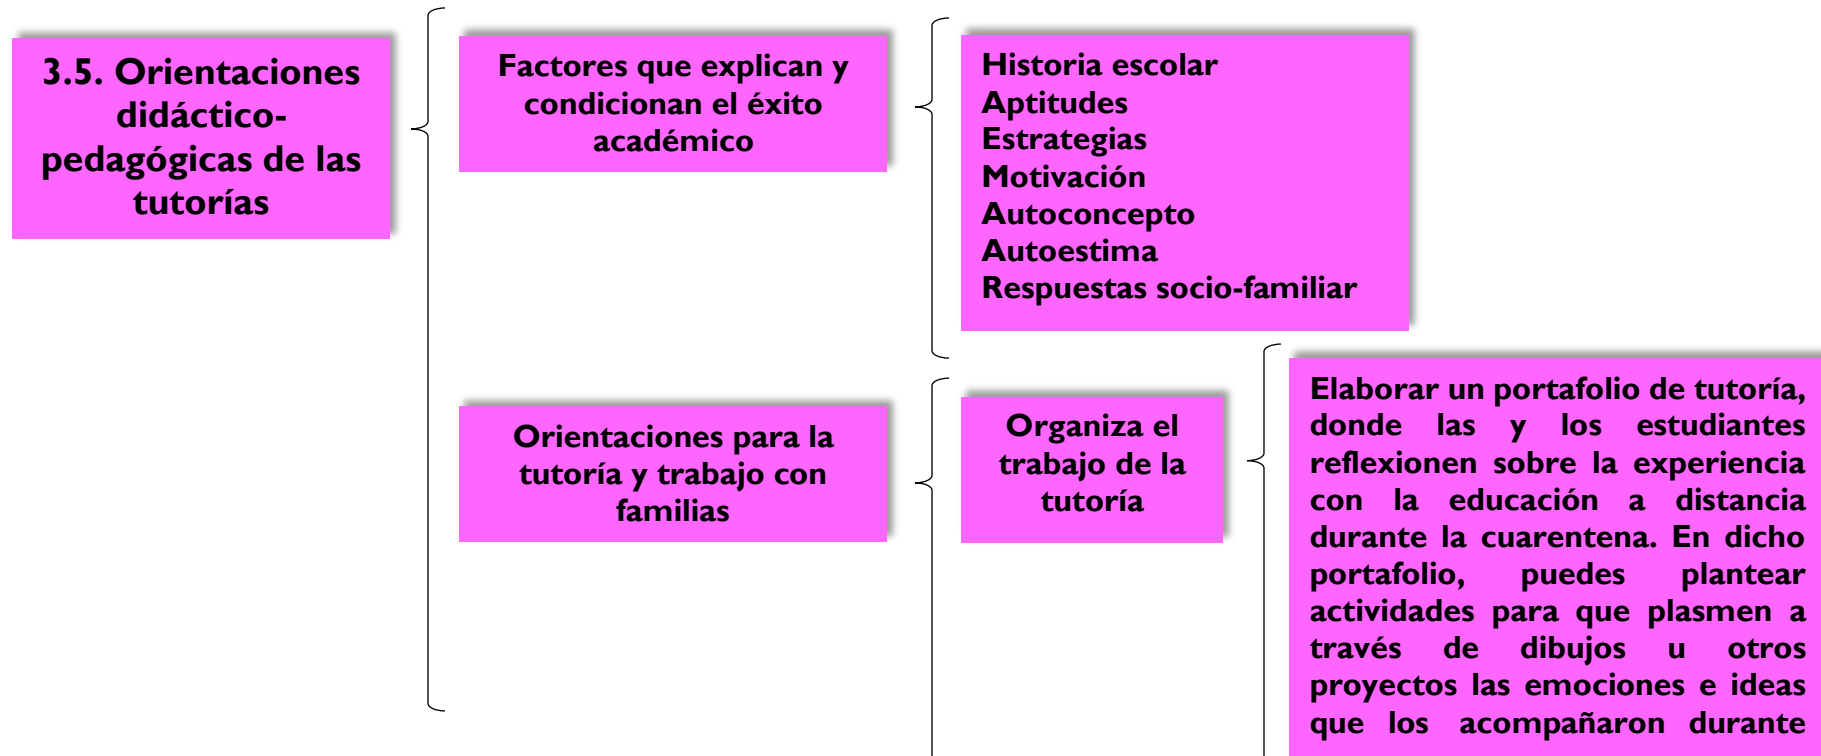 3.5. Orientaciones
didáctico-
pedagógicas de las
tutorías
Factores que explican y
condicionan el éxito
académico
Historia escolar
Aptitudes
Estrategias
Motivación
Autoconcepto
Autoestima
Respuestas socio-familiar
Orientaciones para la
tutoría y trabajo con
familias
Organiza el
trabajo de la
tutoría
Elaborar un portafolio de tutoría,
donde las y los estudiantes
reflexionen sobre la experiencia
con la educación a distancia
durante la cuarentena. En dicho
portafolio, puedes plantear
actividades para que plasmen a
través de dibujos u otros
proyectos las emociones e ideas
que los acompañaron durante